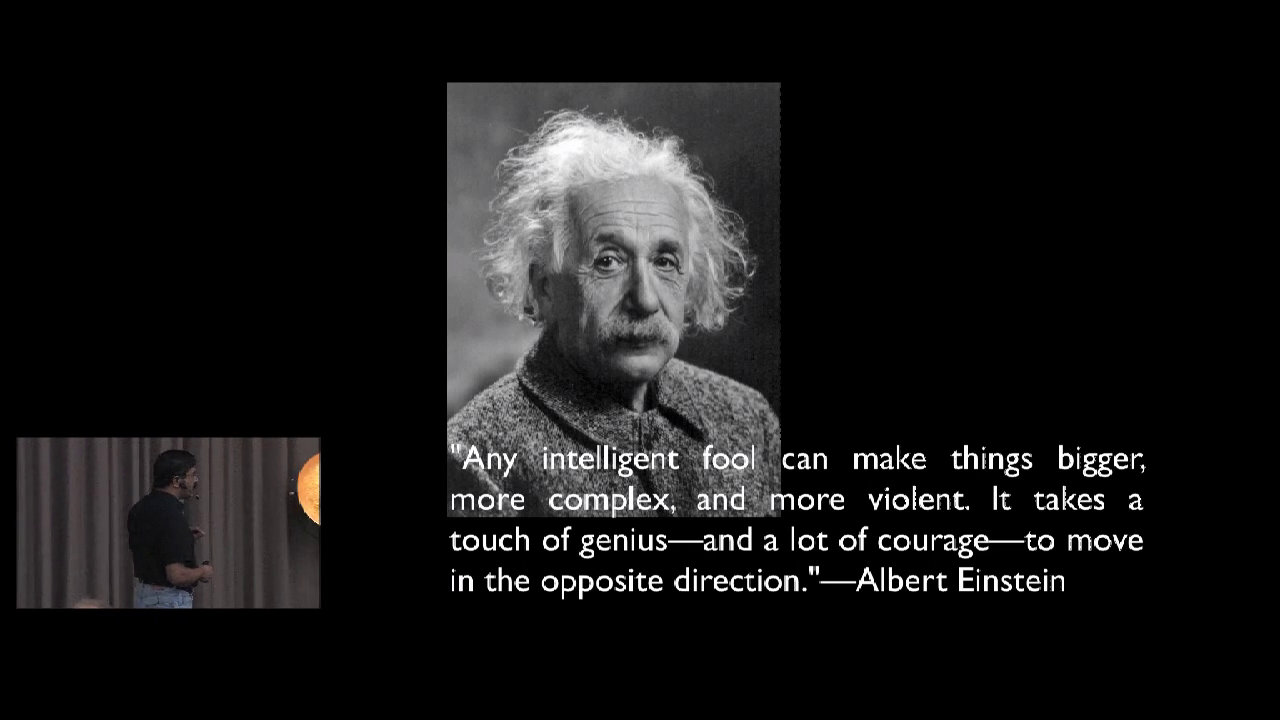 "Any intelligent fool can make things bigger,
more complex, and more violent. It takes a
touch of genius—and a lot of courage—to move
in the opposite direction."—Albert Einstein